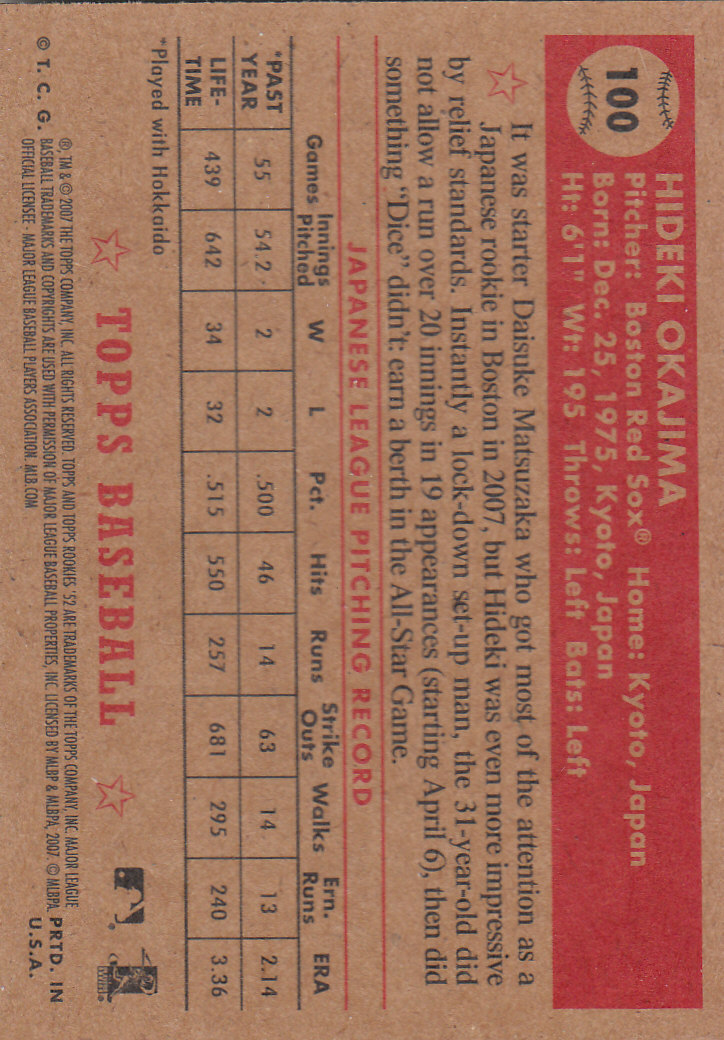 100
HIDEKI OKAJIMA
Pitcher: Boston Red Sox® Home: Kyoto, Japan
Born: Dec. 25, 1975, Kyoto, Japan
Ht: 6'1" Wt: 195 Throws: Left Bats: Left
It was starter Daisuke Matsuzaka who got most of the attention as a
Japanese rookie in Boston in 2007, but Hideki was even more impressive
by relief standards. Instantly a lock-down set-up man, the 31-year-old did
not allow a run over 20 innings in 19 appearances (starting April 6), then did
something "Dice" didn't: earn a berth in the All-Star Game.
JAPANESE LEAGUE PITCHING RECORD
Games Innings Pitched W L Pct. Hits Runs Strike Outs Walks Ern. Runs ERA
*PAST YEAR 55 54.2 2 2 .500 46 14 63 14 13 2.14
LIFE-TIME 439 642 34 32 .515 550 257 681 295 240 3.36
*Played with Hokkaido
TOPPS BASEBALL
® , TM & © 2007 THE TOPPS COMPANY, INC. ALL RIGHTS RESERVED. TOPPS AND TOPPS ROOKIES '52 ARE TRADEMARKS OF THE TOPPS COMPANY, INC. MAJOR LEAGUE
© T. C. G. BASEBALL TRADEMARKS AND COPYRIGHTS ARE USED WITH PERMISSION OF MAJOR LEAGUE BASEBALL PROPERTIES, INC. LICENSED BY MLBP & MLBPA, 2007. © MLBPA. PRTD. IN
OFFICIAL LICENSEE - MAJOR LEAGUE BASEBALL PLAYERS ASSOCIATION. MLB.COM U.S.A.